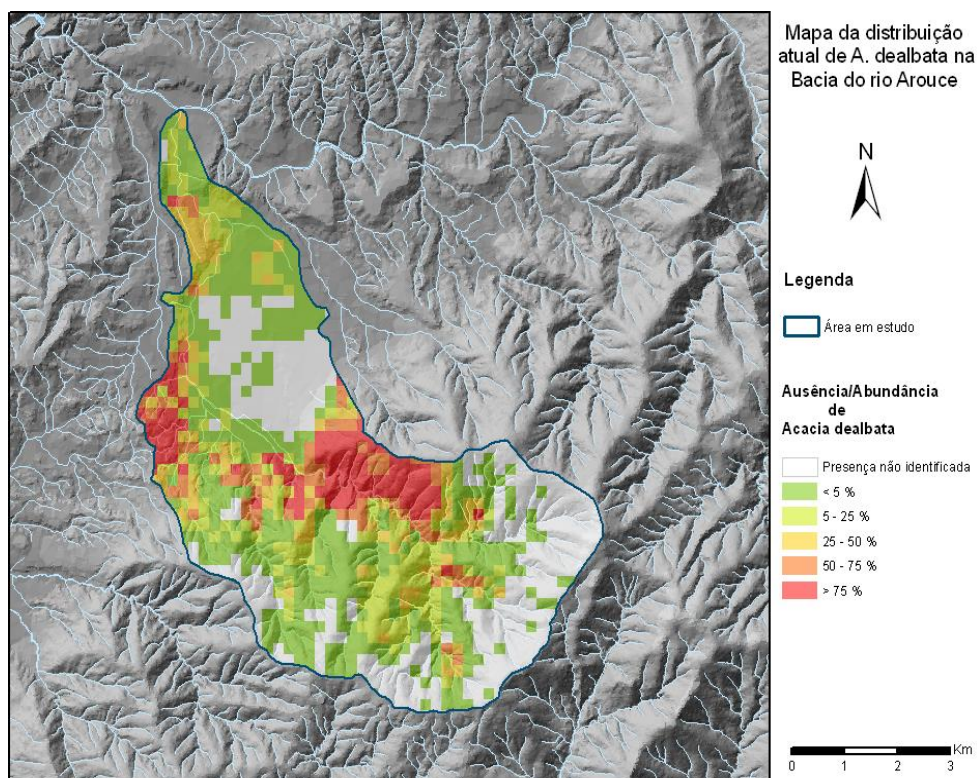 Mapa da distribuição
atual de A. dealbata na
Bacia do rio Arouce
N
Legenda
Área em estudo
Ausência/Abundância
de
Acacia dealbata
Presença não identificada
< 5 %
5 - 25 %
25 - 50 %
50 - 75 %
> 75 %
Km
0 1 2 3